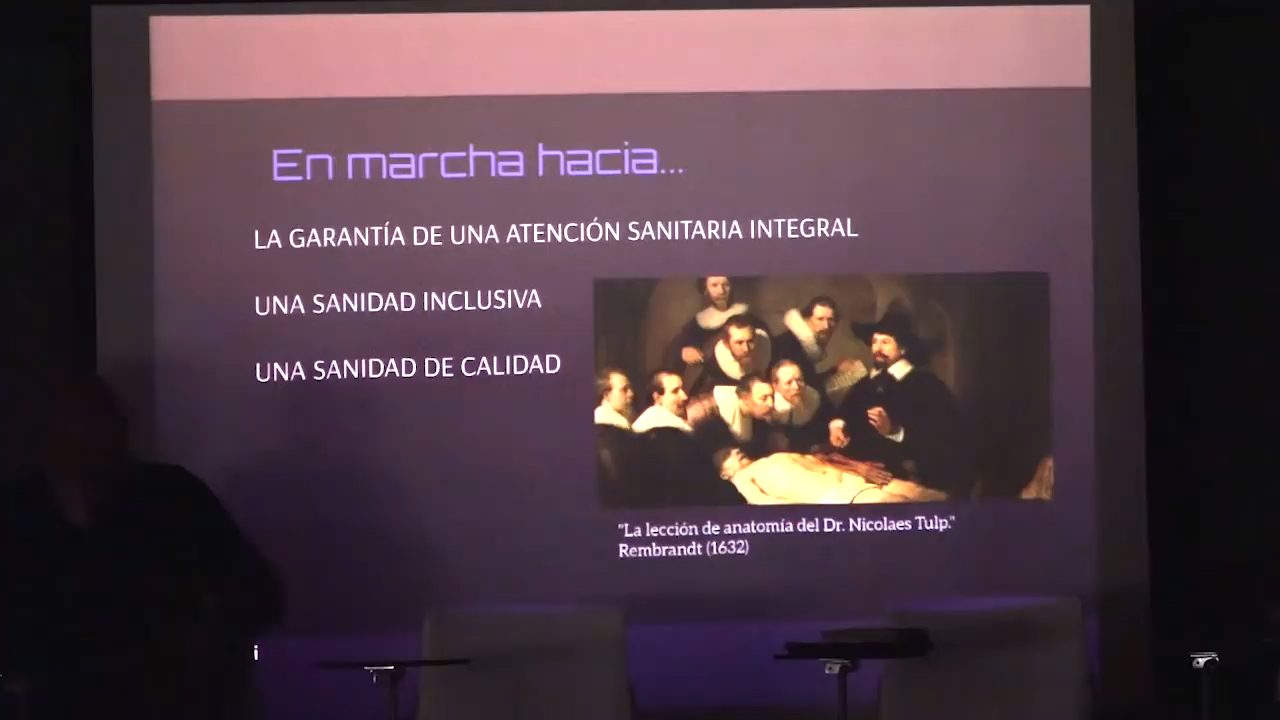 En marcha hacia...
LA GARANTÍA DE UNA ATENCIÓN SANITARIA INTEGRAL
UNA SANIDAD INCLUSIVA
UNA SANIDAD DE CALIDAD
"La lección de anatomía del Dr. Nicolaes Tulp."
Rembrandt (1632)